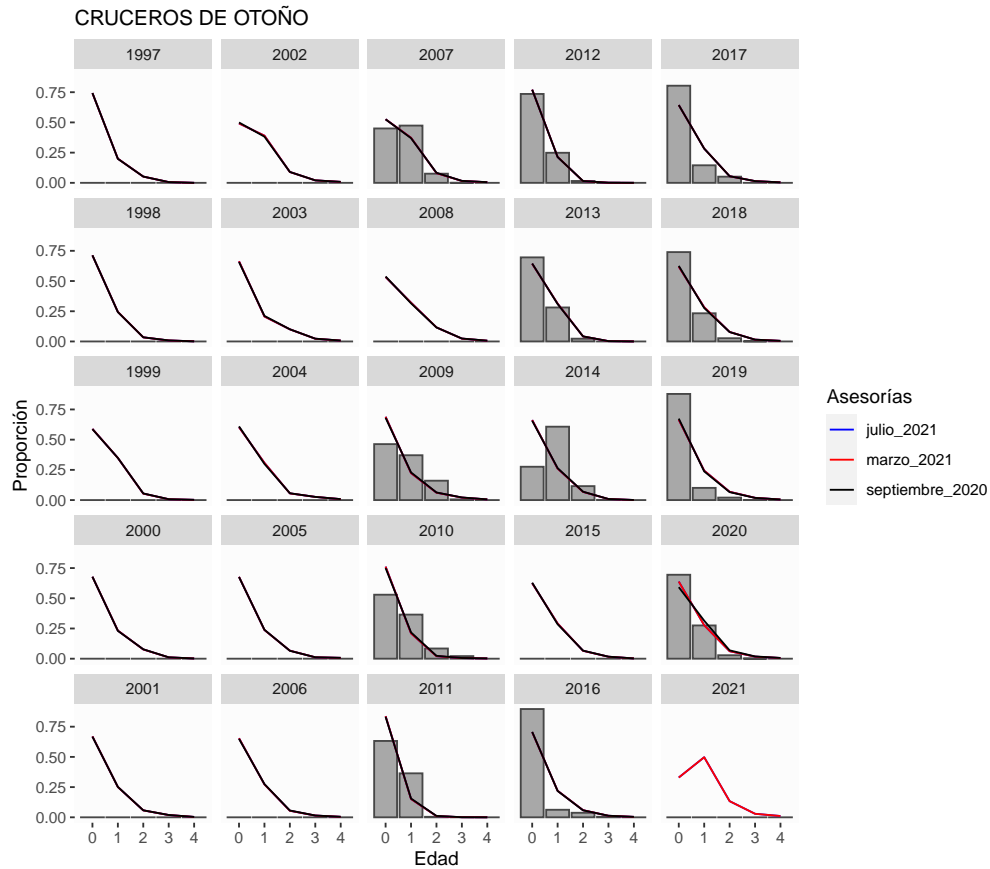 CRUCEROS DE OTOÑO
1997 2002 2007 2012 2017
0.75
0.50
0.25
0.00
1998 2003 2008 2013 2018
0.75
0.50
0.25
0.00
1999 2004 2009 2014 2019
0.75
0.50
0.25
0.00
2000 2005 2010 2015 2020
0.75
0.50
0.25
0.00
2001 2006 2011 2016 2021
0.75
0.50
0.25
0.00
0 1 2 3 4 0 1 2 3 4 0 1 2 3 4 0 1 2 3 4 0 1 2 3 4
Edad
Proporción
Asesorías
julio_2021
marzo_2021
septiembre_2020